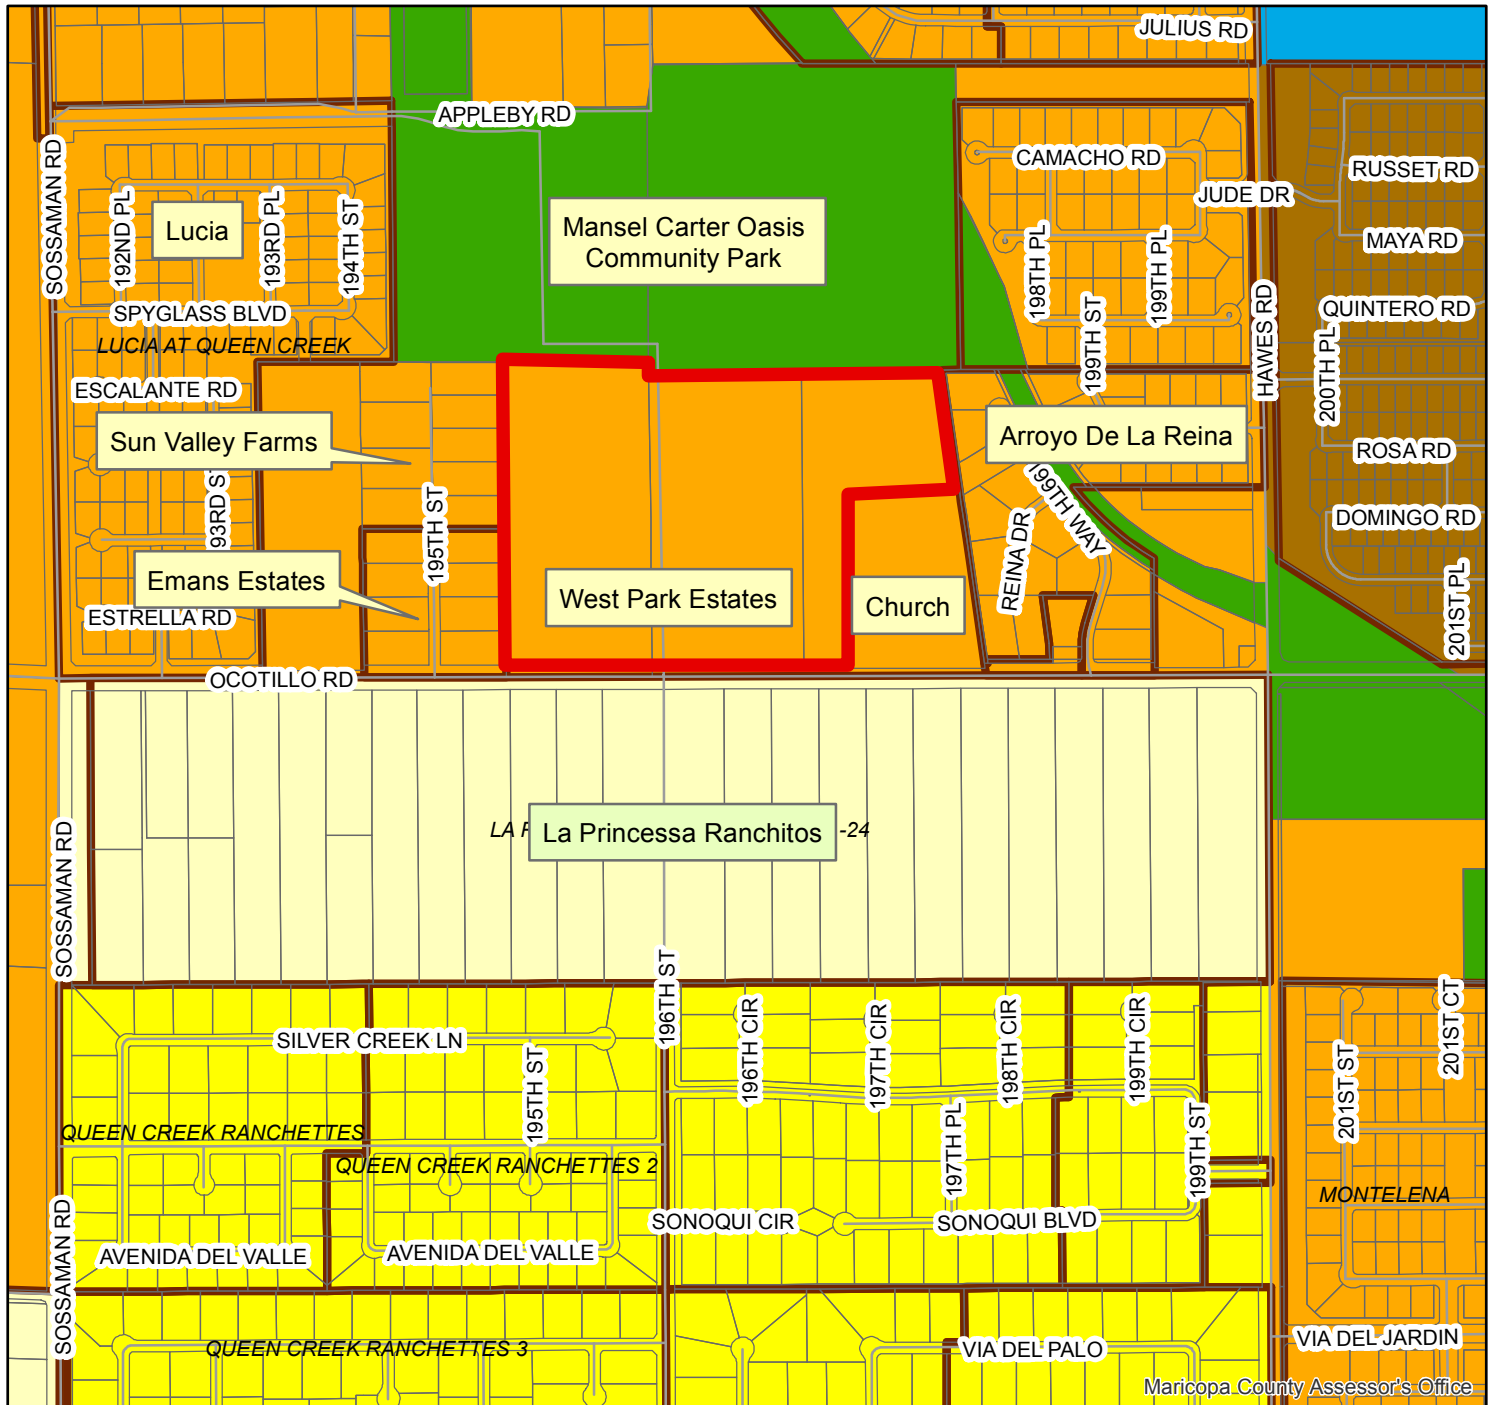 JULIUS RD
APPLEBY RD
SOSSAMAN RD
CAMACHO RD
RUSSET RD
JUDE DR
192ND PL
Lucia
193RD PL
194TH ST
Mansel Carter Oasis
Community Park
MAYA RD
198TH PL
199TH PL
SPYGLASS BLVD
QUINTERO RD
LUCIA AT QUEEN CREEK
199TH ST
HAWES RD
200TH PL
ESCALANTE RD
Sun Valley Farms
Arroyo De La Reina
ROSA RD
93RD S
195TH ST
199TH WAY
DOMINGO RD
REINA DR
Emans Estates
West Park Estates
Church
ESTRELLA RD
201ST PL
OCOTILLO RD
LA
La Princessa Ranchitos
-24
SOSSAMAN RD
196TH ST
SILVER CREEK LN
195TH ST
196TH CIR
197TH CIR
198TH CIR
199TH CIR
201ST ST
201ST CT
QUEEN CREEK RANCHETTES
QUEEN CREEK RANCHETTES 2
197TH PL
199TH ST
MONTELENA
SOSSAMAN RD
SONOQUI CIR
SONOQUI BLVD
AVENIDA DEL VALLE
AVENIDA DEL VALLE
QUEEN CREEK RANCHETTES 3
VIA DEL PALO
VIA DEL JARDIN
Maricopa County Assessor's Office